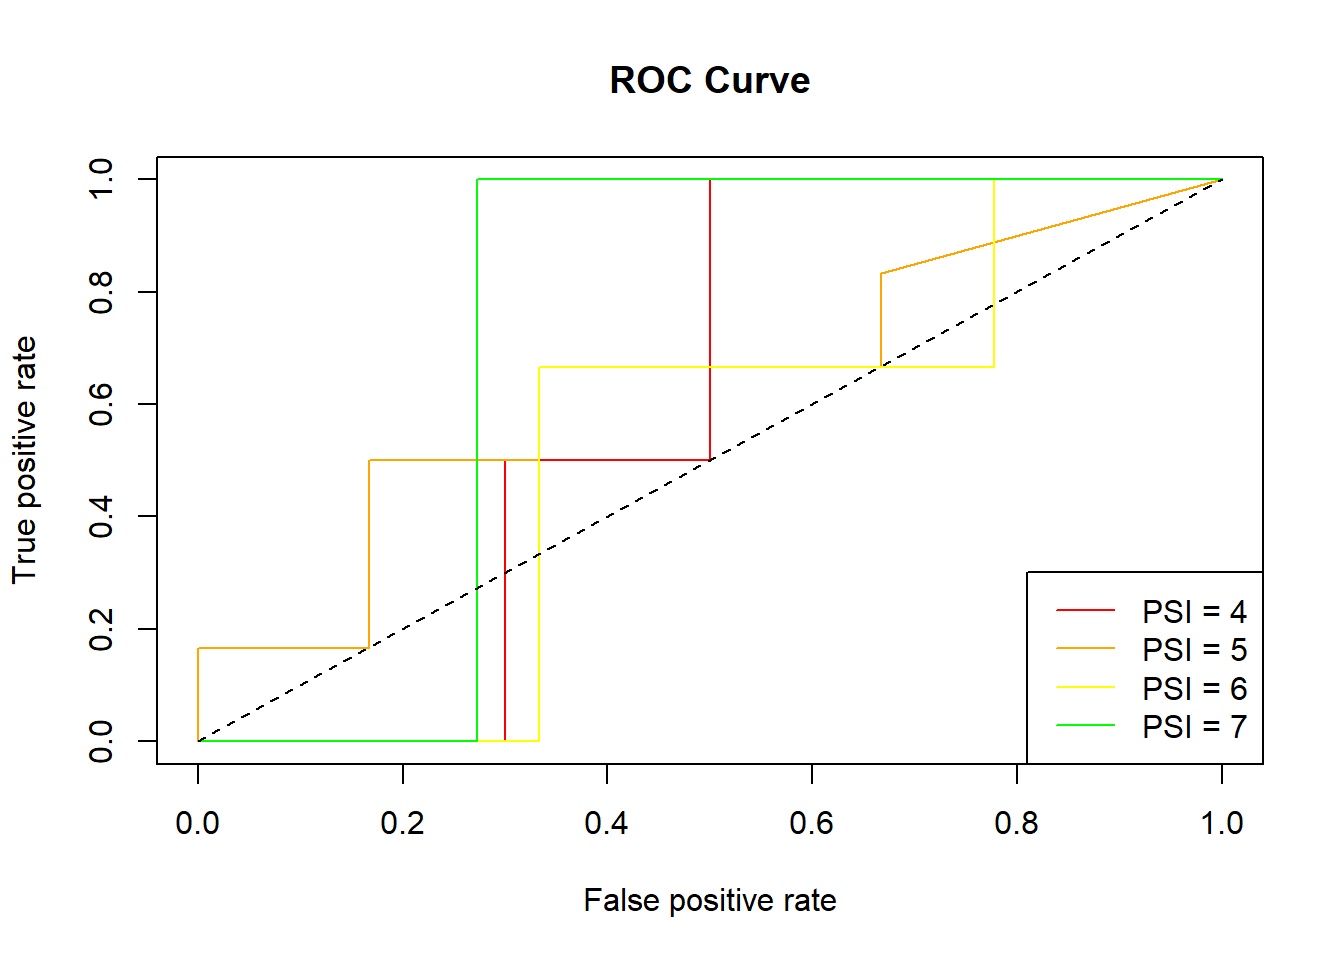 ROC Curve
True positive rate
1.0
0.8
0.6
0.4
0.2
0.0
PSI = 4
PSI = 5
PSI = 6
PSI = 7
0.0 0.2 0.4 0.6 0.8 1.0
False positive rate